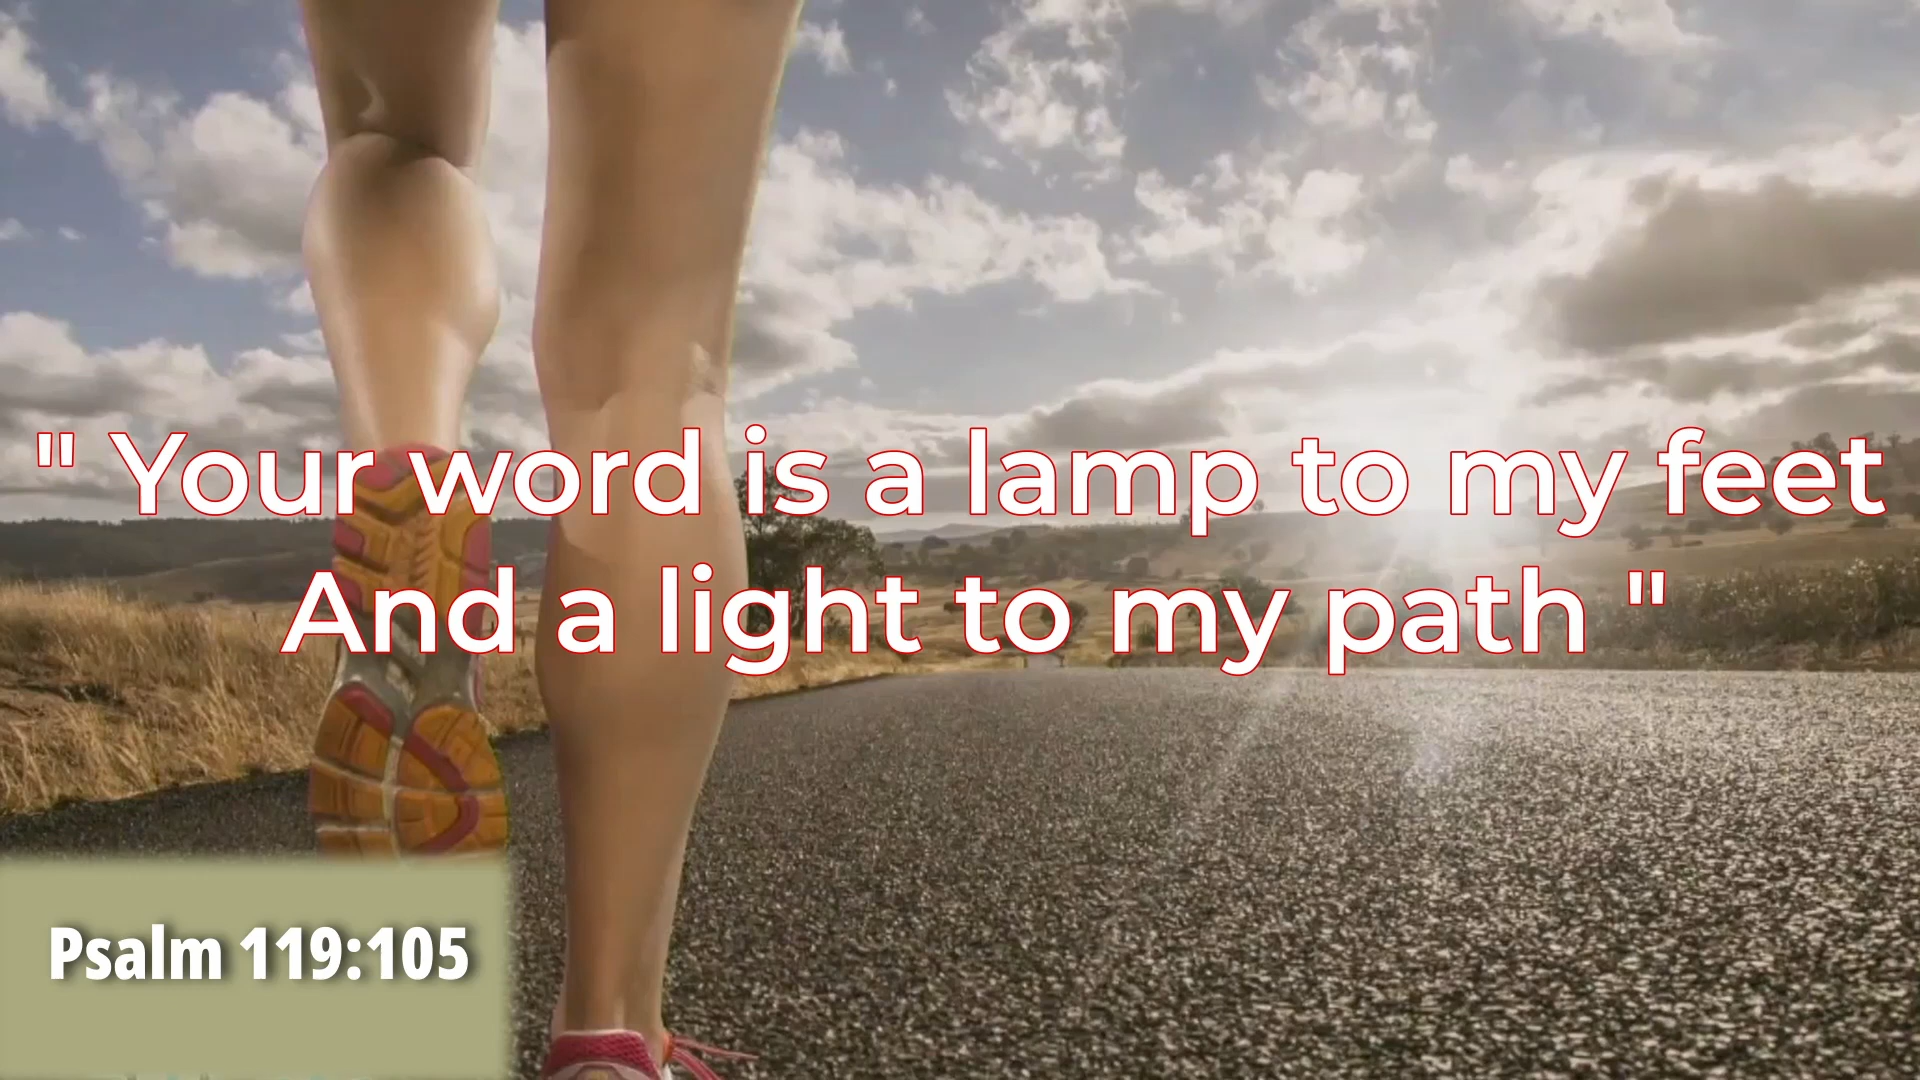 " Your word is a lamp to my feet
And a light to my path "
Psalm 119:105